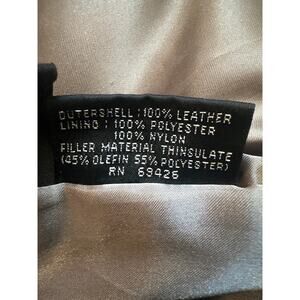 OUTERSHELL : 100% LEATHER
LINING : 100% POLYESTER
100% NYLON
FILLER MATERIAL THINSULATE
(45% OLEFIN 55% POLYESTER)
RN 69426